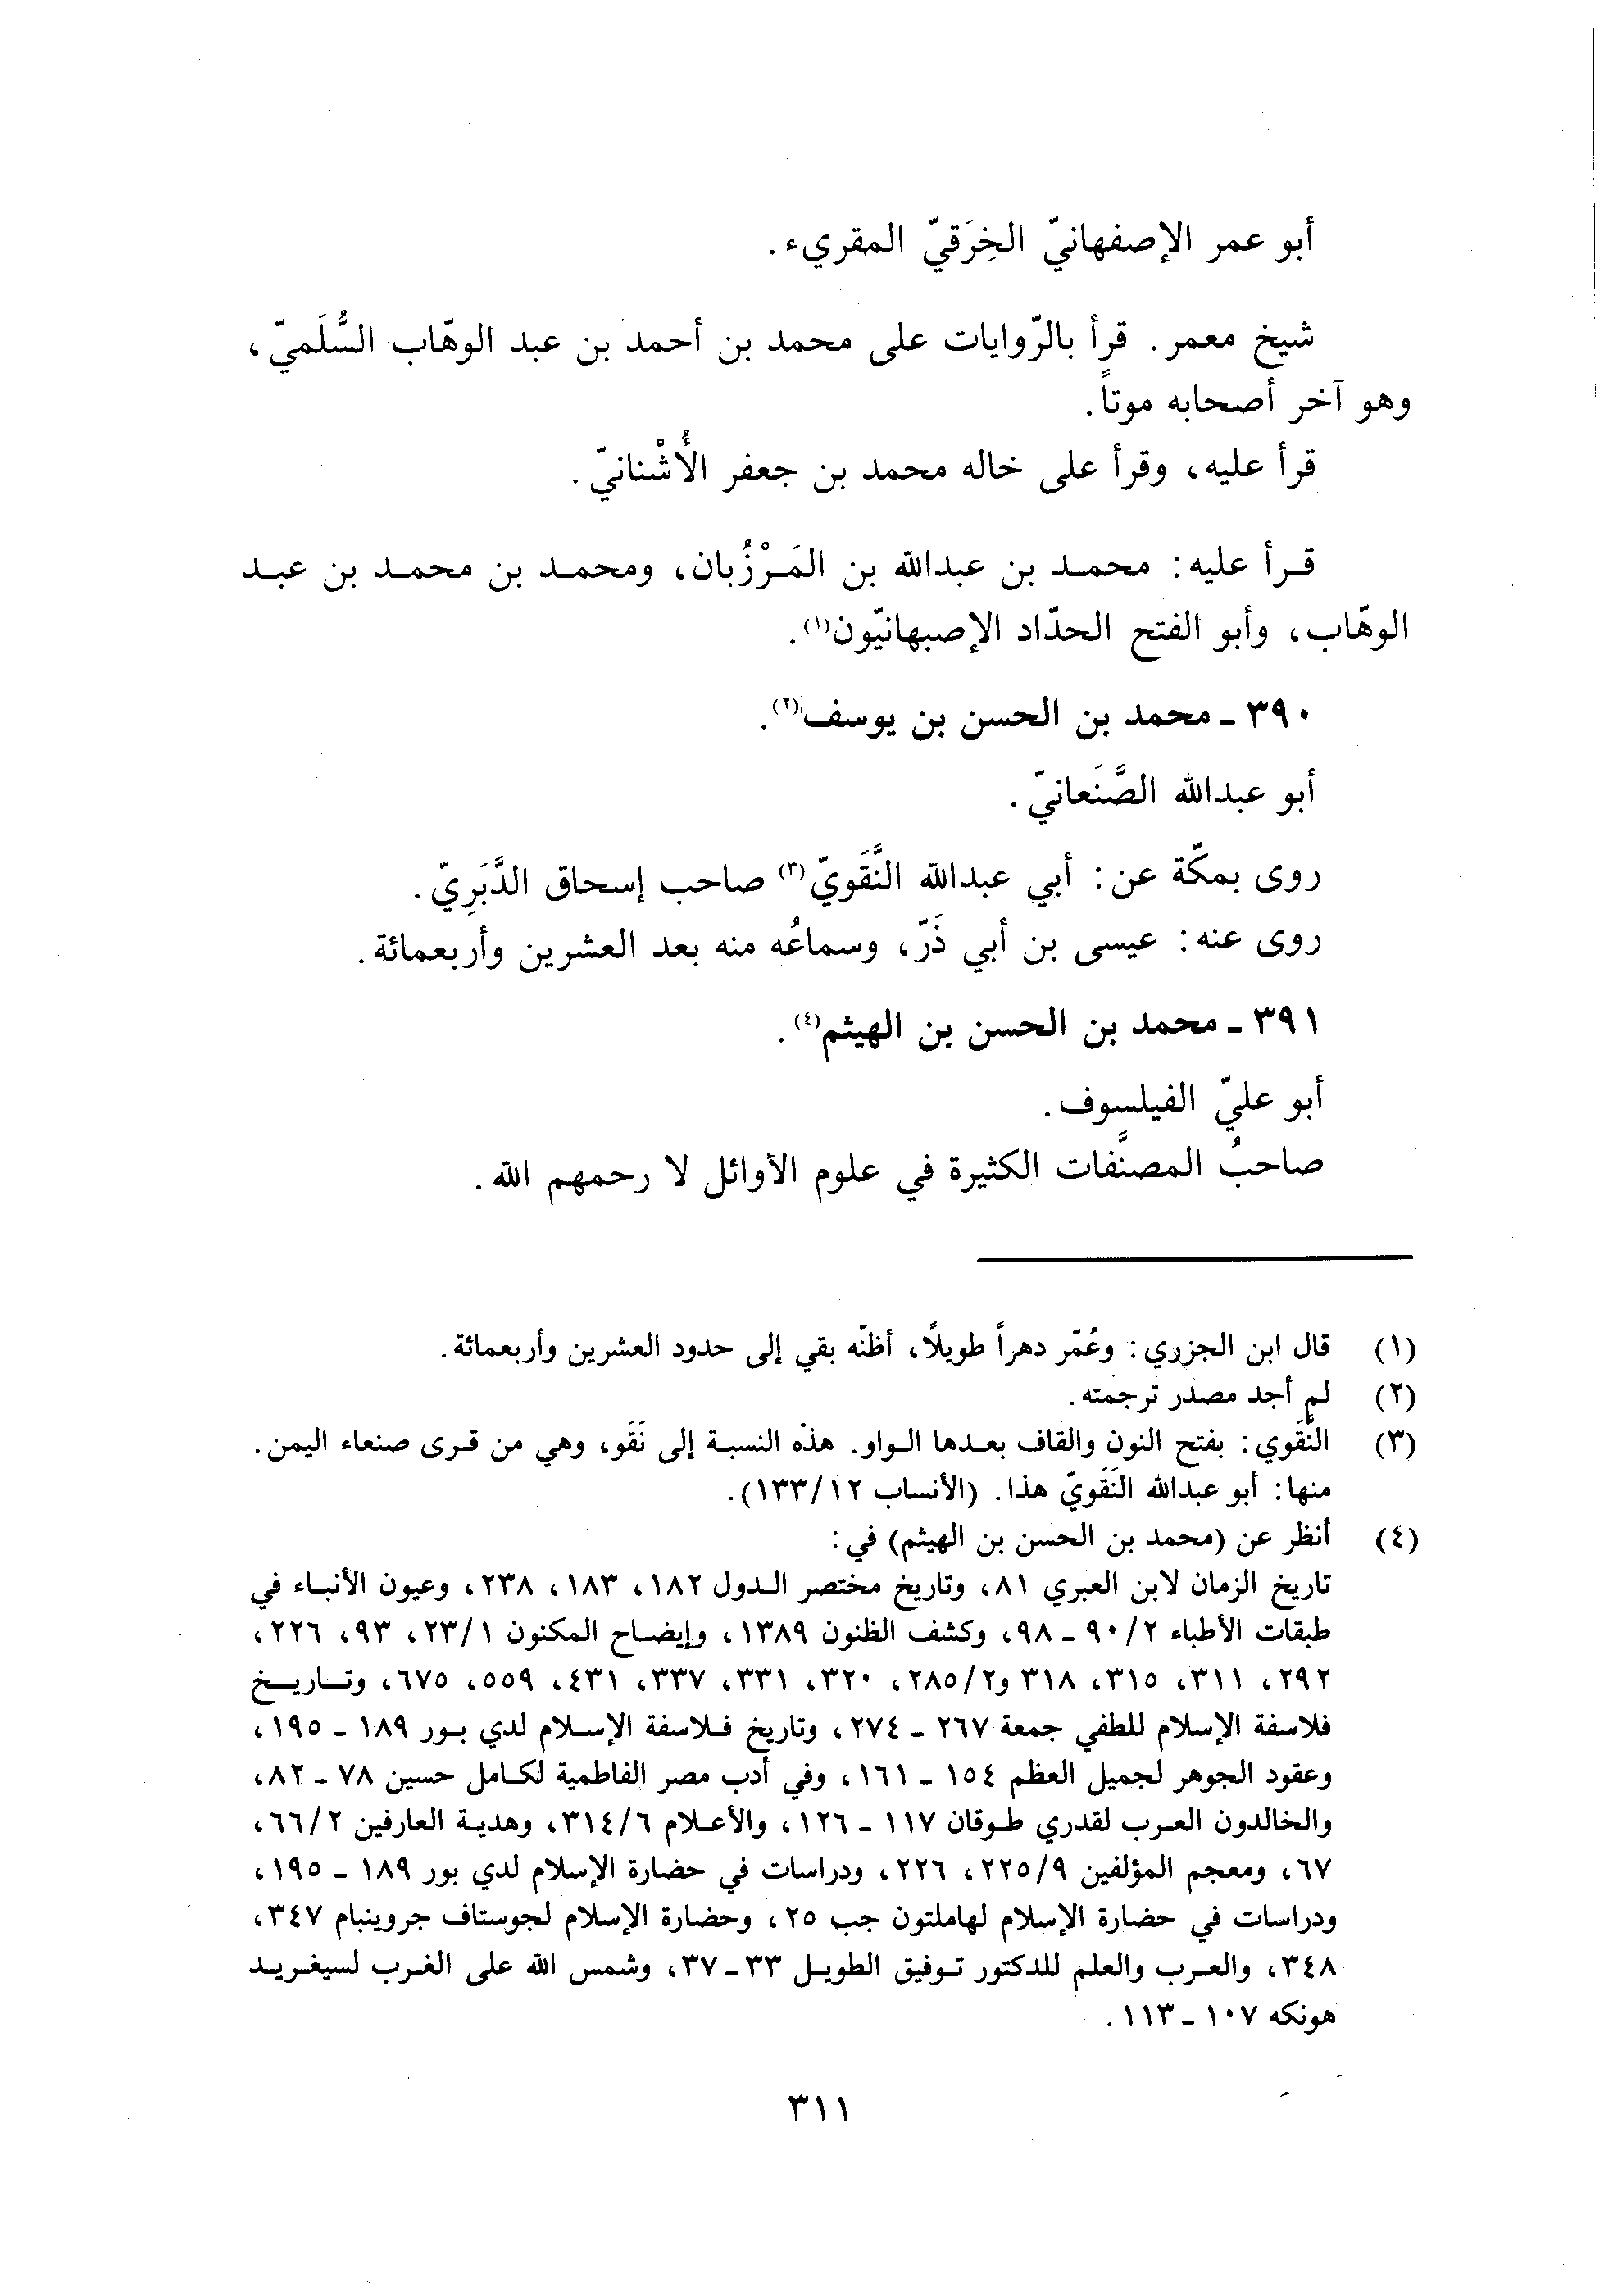 أبو عمر الإصفهانيّ الخِرَقيّ المقريء.
شيخ معمر. قرأ بالرّوايات على محمد بن أحمد بن عبد الوهّاب السُّلَميّ،
وهو آخر أصحابه موتاً.
قرأ عليه، وقرأ على خاله محمد بن جعفر الأُشْنانيّ.
قرأ عليه: محمد بن عبدالله بن المَرْزُبان، ومحمد بن محمد بن عبد
الوهّاب، وأبو الفتح الحدّاد الإصبهانيّون(١).
٣٩٠ ـ محمد بن الحسن بن يوسف(٢).
أبو عبدالله الصَّنَعانيّ.
روى بمكّة عن: أبي عبدالله النَّقَويّ(٣) صاحب إسحاق الدَّبَرِيّ.
روى عنه: عيسى بن أبي ذَرّ، وسماعُه منه بعد العشرين وأربعمائة.
٣٩١ ـ محمد بن الحسن بن الهيثم(٤).
أبو عليّ الفيلسوف.
صاحبُ المصنَّفات الكثيرة في علوم الأوائل لا رحمهم الله.
(١) قال ابن الجزري: وعُمّر دهراً طويلًا، أظنّه بقي إلى حدود العشرين وأربعمائة.
(٢) لم أجد مصدر ترجمته.
(٣) النَّقَوي: بفتح النون والقاف بعدها الواو. هذه النسبة إلى نَقَو، وهي من قرى صنعاء اليمن.
منها: أبو عبدالله النَقَويّ هذا. (الأنساب ١٢/١٣٣).
(٤) أنظر عن (محمد بن الحسن بن الهيثم) في:
تاريخ الزمان لابن العبري ٨١، وتاريخ مختصر الدول ١٨٢، ١٨٣، ٢٣٨، وعيون الأنباء في
طبقات الأطباء ٢/٩٠ ـ ٩٨، وكشف الظنون ١٣٨٩، وإيضاح المكنون ١/٢٣، ٩٣، ٢٢٦،
٢٩٢، ٣١١، ٣١٥، ٣١٨ و٢/٢٨٥، ٣٢٠، ٣٣١، ٣٣٧، ٤٣١، ٥٥٩، ٦٧٥، وتاريخ
فلاسفة الإسلام للطفي جمعة ٢٦٧ ـ ٢٧٤، وتاريخ فلاسفة الإسلام لدي بور ١٨٩ ـ ١٩٥،
وعقود الجوهر لجميل العظم ١٥٤ ـ ١٦١، وفي أدب مصر الفاطمية لكامل حسين ٧٨ ـ ٨٢،
والخالدون العرب لقدري طوقان ١١٧ ـ ١٢٦، والأعلام ٦/٣١٤، وهدية العارفين ٢/٦٦،
٦٧، ومعجم المؤلفين ٩/٢٢٥، ٢٢٦، ودراسات في حضارة الإسلام لدي بور ١٨٩ ـ ١٩٥،
ودراسات في حضارة الإسلام لهاملتون جب ٢٥، وحضارة الإسلام لجوستاف جروينبام ٣٤٧،
٣٤٨، والعرب والعلم للدكتور توفيق الطويل ٣٣ ـ ٣٧، وشمس الله على الغرب لسيغريد
هونكه ١٠٧ ـ ١١٣.
٣١١